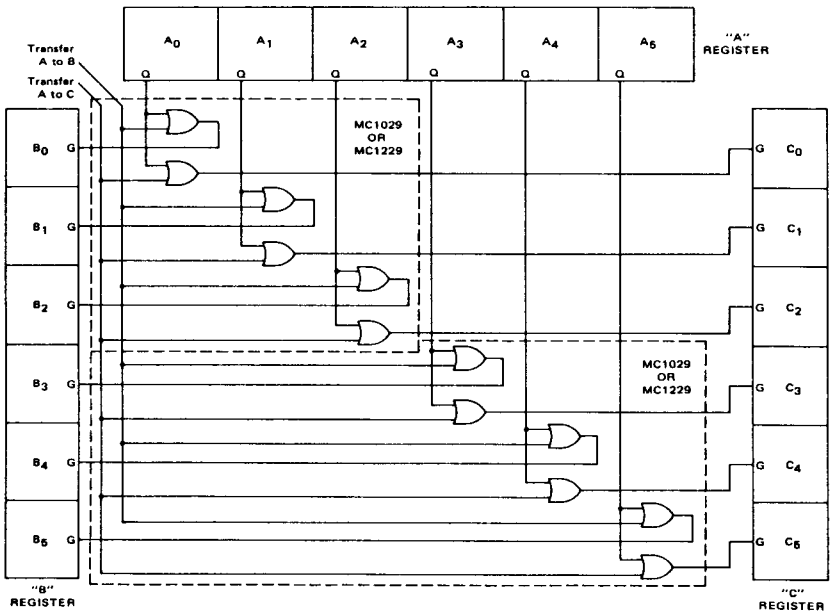 A0 A1 A2 A3 A4 A5
"A"
REGISTER
Q Q Q Q Q Q
Transfer
A to B
Transfer
A to C
MC1029
OR
MC1229
B0 G
B1 G
B2 G
B3 G
B4 G
B5 G
"B"
REGISTER
MC1029
OR
MC1229
G C0
G C1
G C2
G C3
G C4
G C5
"C"
REGISTER